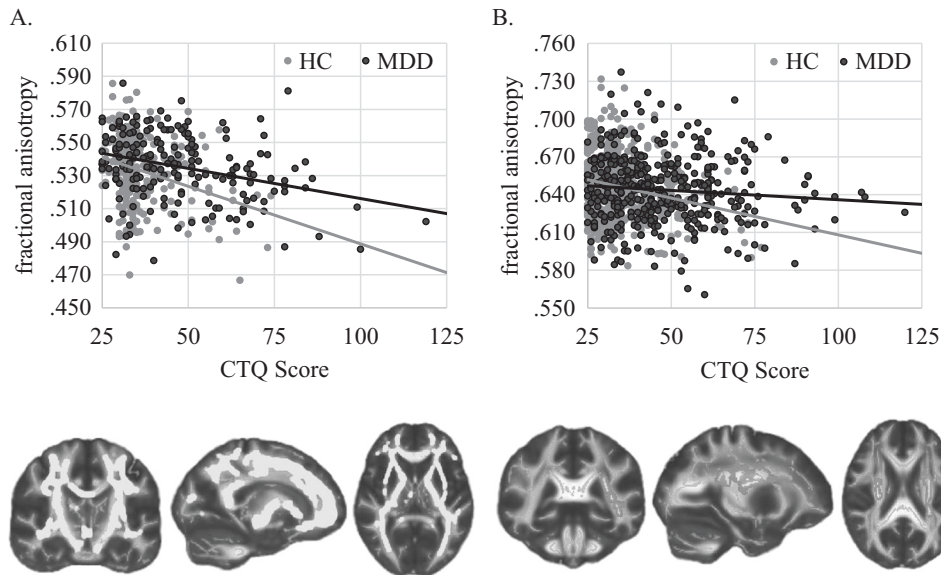 A.
.610
.590
.570
.550
.530
.510
.490
.470
.450
fractional anisotropy
HC MDD
25 50 75 100 125
CTQ Score
B.
.760
.730
.700
.670
.640
.610
.580
.550
fractional anisotropy
HC MDD
25 50 75 100 125
CTQ Score